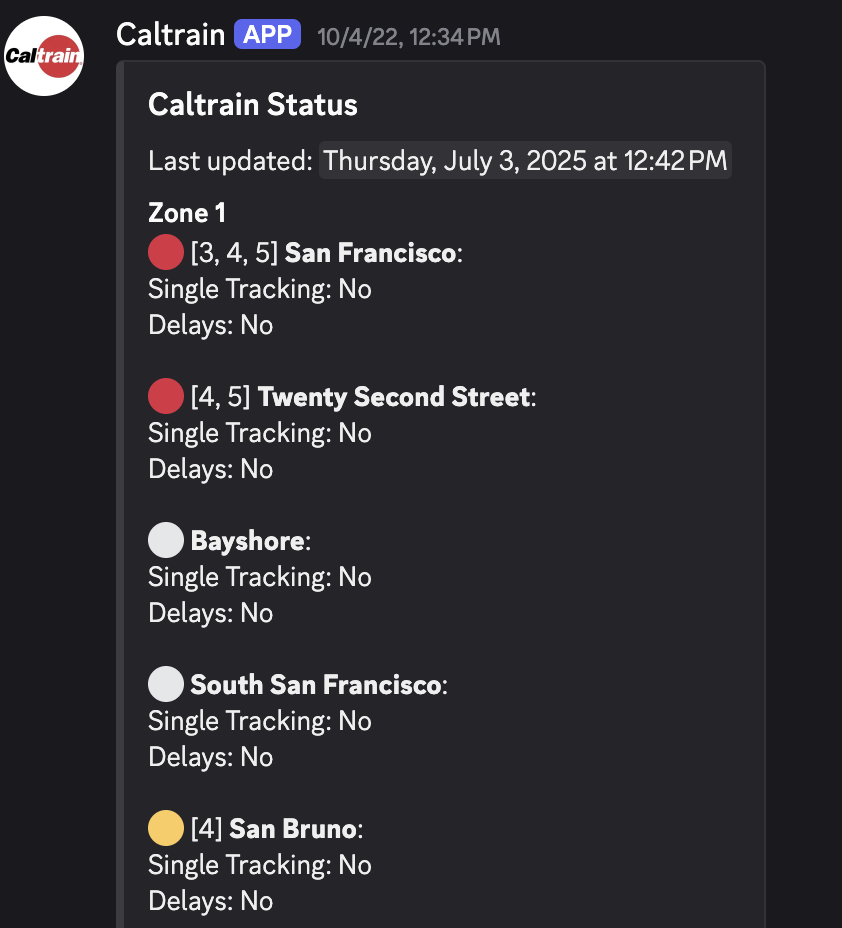 Caltrain
Caltrain APP 10/4/22, 12:34 PM
Caltrain Status
Last updated: Thursday, July 3, 2025 at 12:42 PM
Zone 1
[3, 4, 5] San Francisco:
Single Tracking: No
Delays: No
[4, 5] Twenty Second Street:
Single Tracking: No
Delays: No
Bayshore:
Single Tracking: No
Delays: No
South San Francisco:
Single Tracking: No
Delays: No
[4] San Bruno:
Single Tracking: No
Delays: No